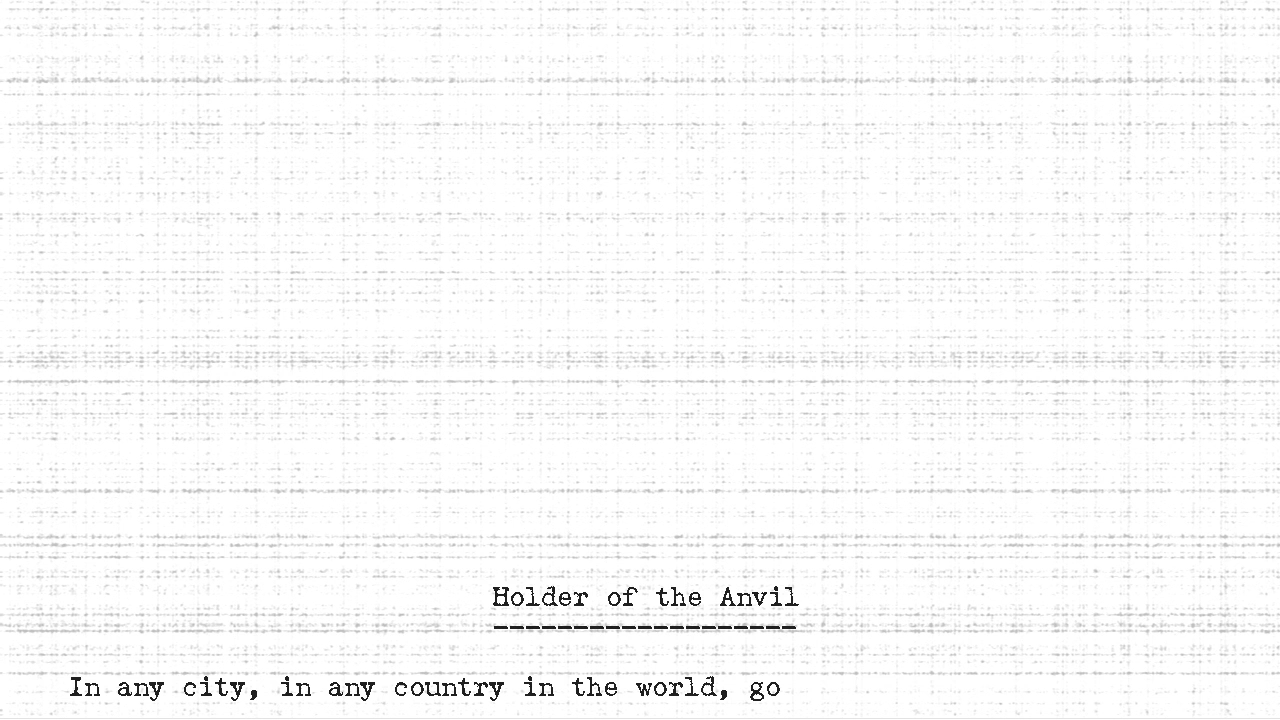 Holder of the Anvil
In any city, in any country in the world, go